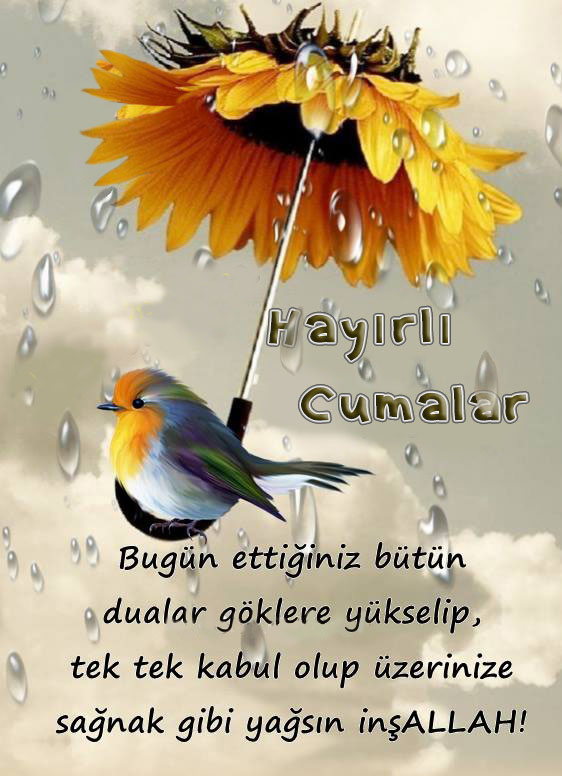 Hayırlı
Cumalar
Bugün ettiğiniz bütün
dualar göklere yükselip,
tek tek kabul olup üzerinize
sağnak gibi yağsın inşALLAH!